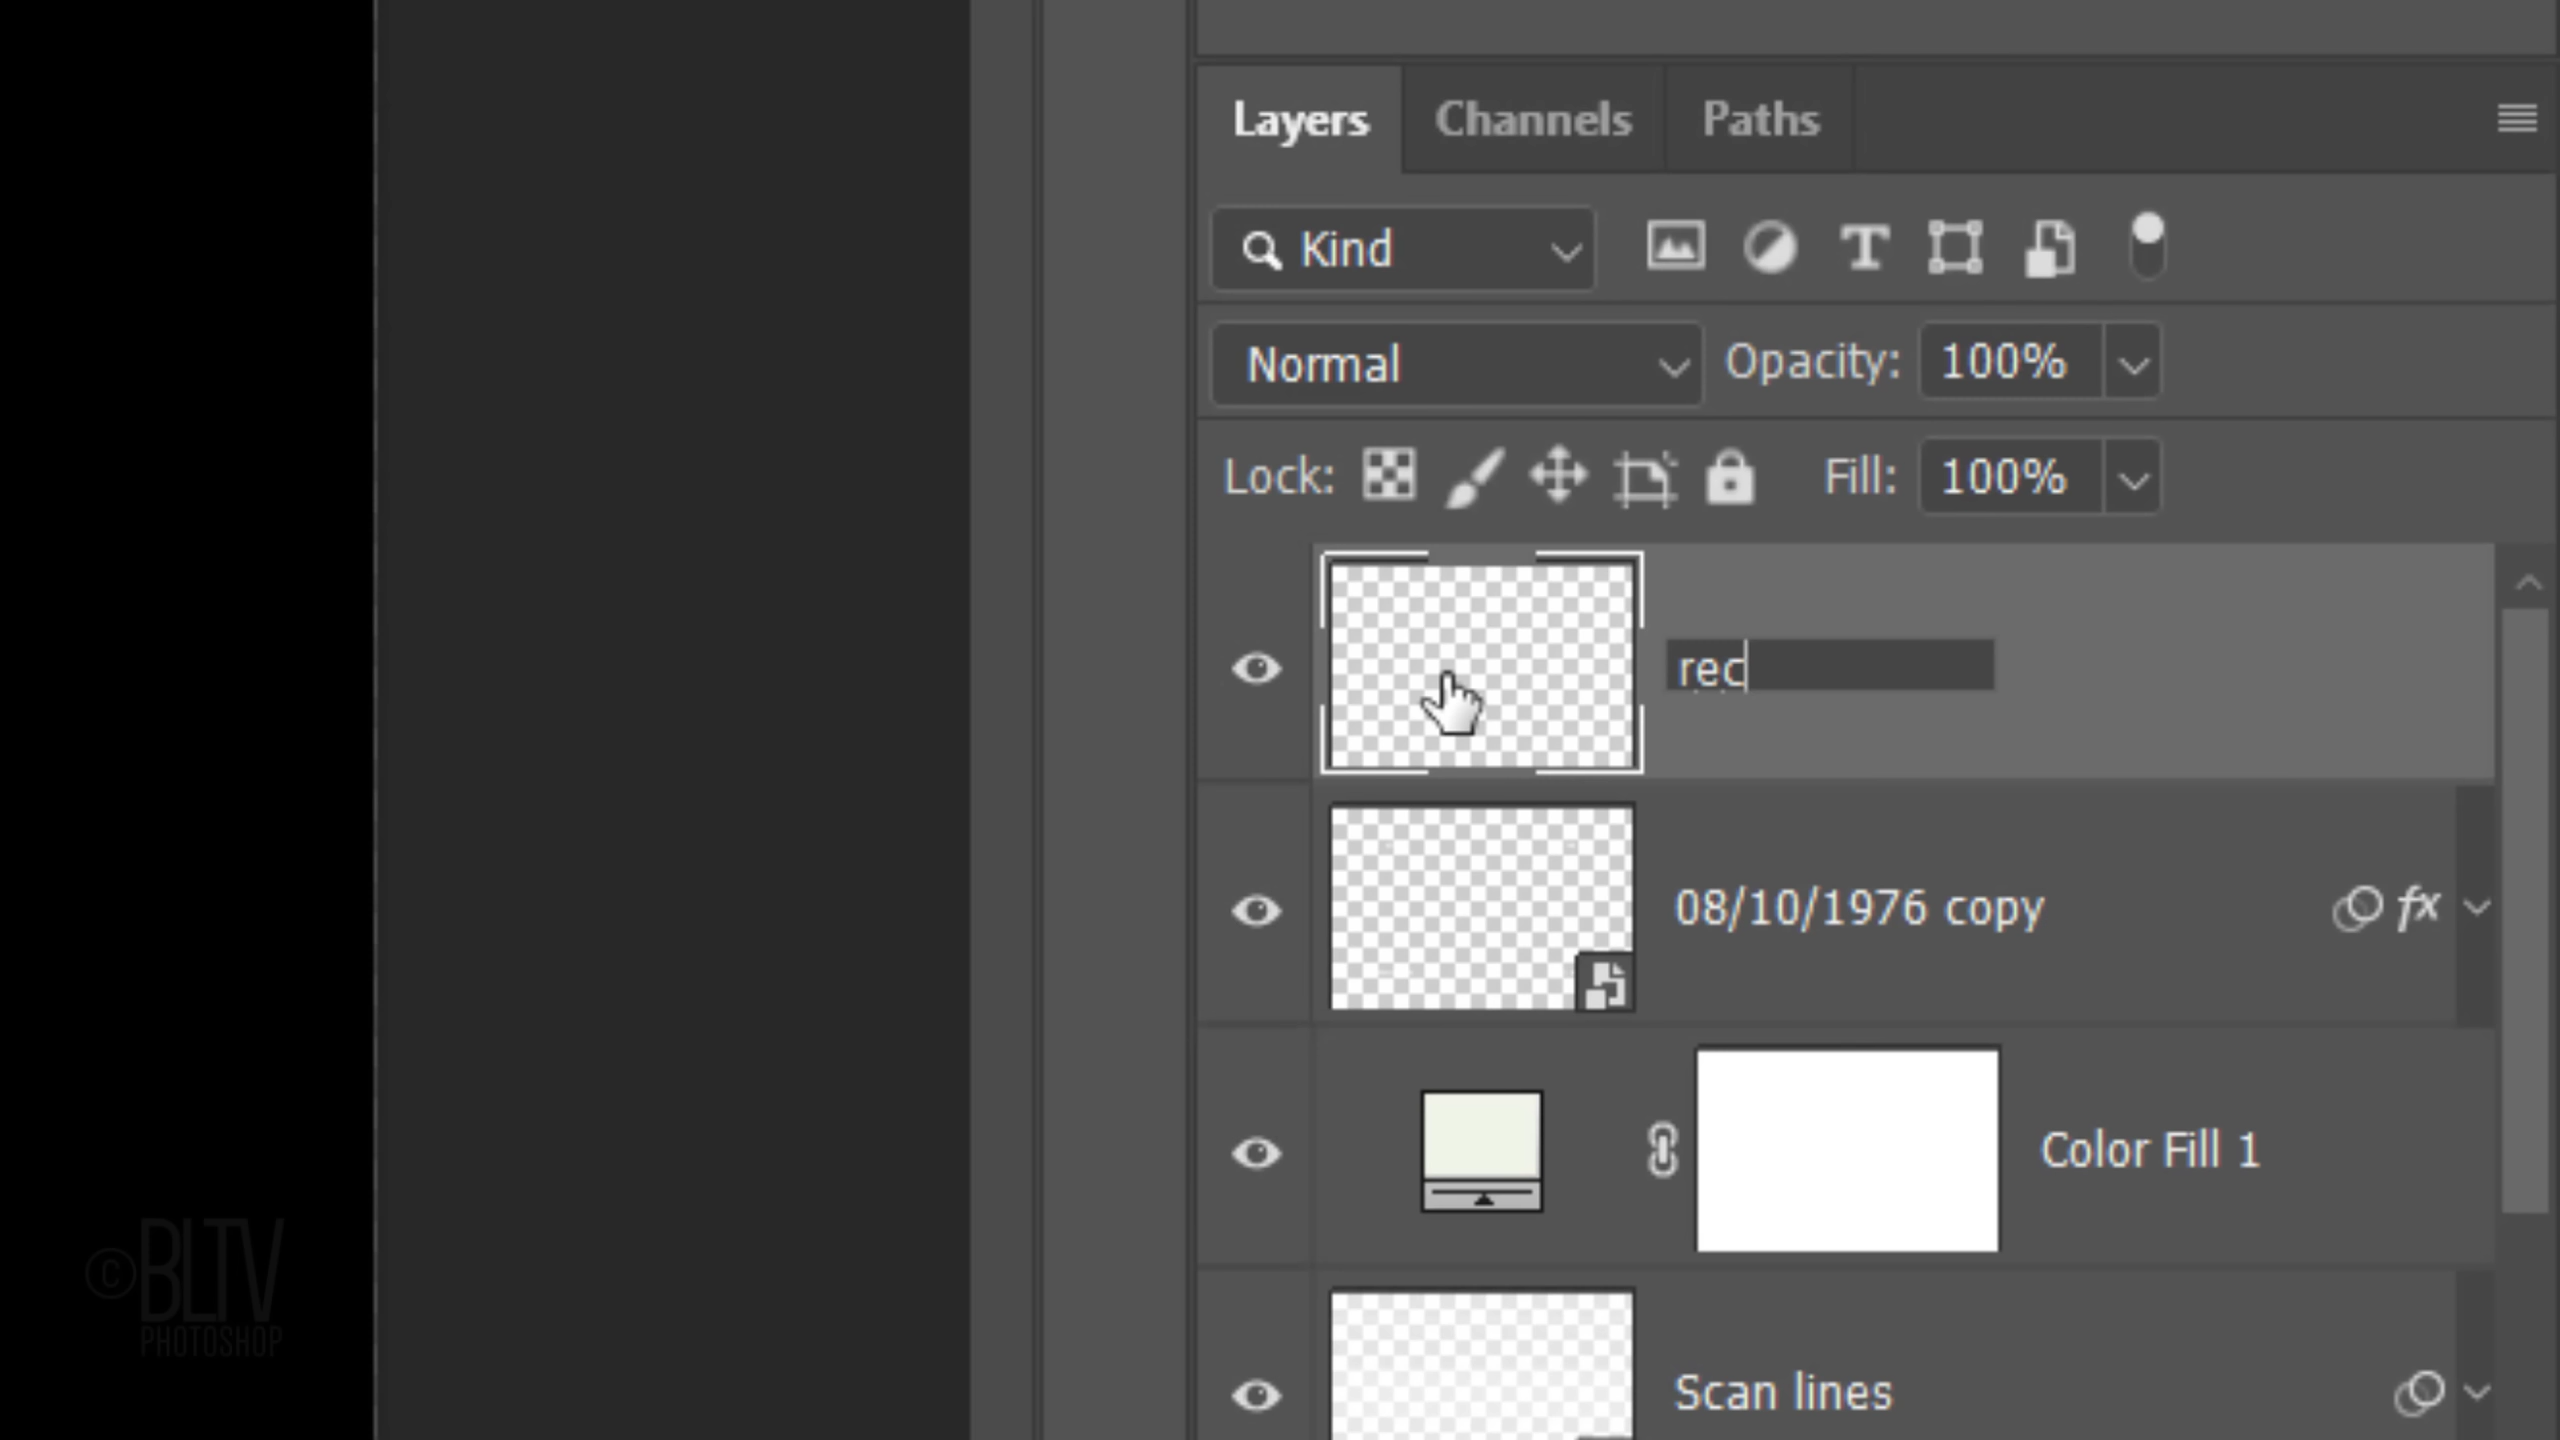 Layers Channels Paths
Kind
Normal Opacity: 100%
Lock: Fill: 100%
rec
08/10/1976 copy fx
Color Fill 1
Scan lines
©BLTV
PHOTOSHOP